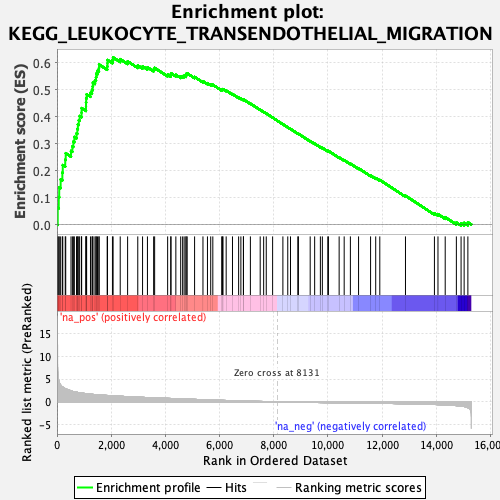 Enrichment plot:
KEGG_LEUKOCYTE_TRANSENDOTHELIAL_MIGRATION
Enrichment score (ES)
0.6
0.5
0.4
0.3
0.2
0.1
0.0
'na_pos' (positively correlated)
Ranked list metric (PreRanked)
15
10
5
0
-5
Zero cross at 8131
'na_neg' (negatively correlated)
0
2,000
4,000
6,000
8,000
10,000
12,000
14,000
16,000
Rank in Ordered Dataset
Enrichment profile
Hits
Ranking metric scores